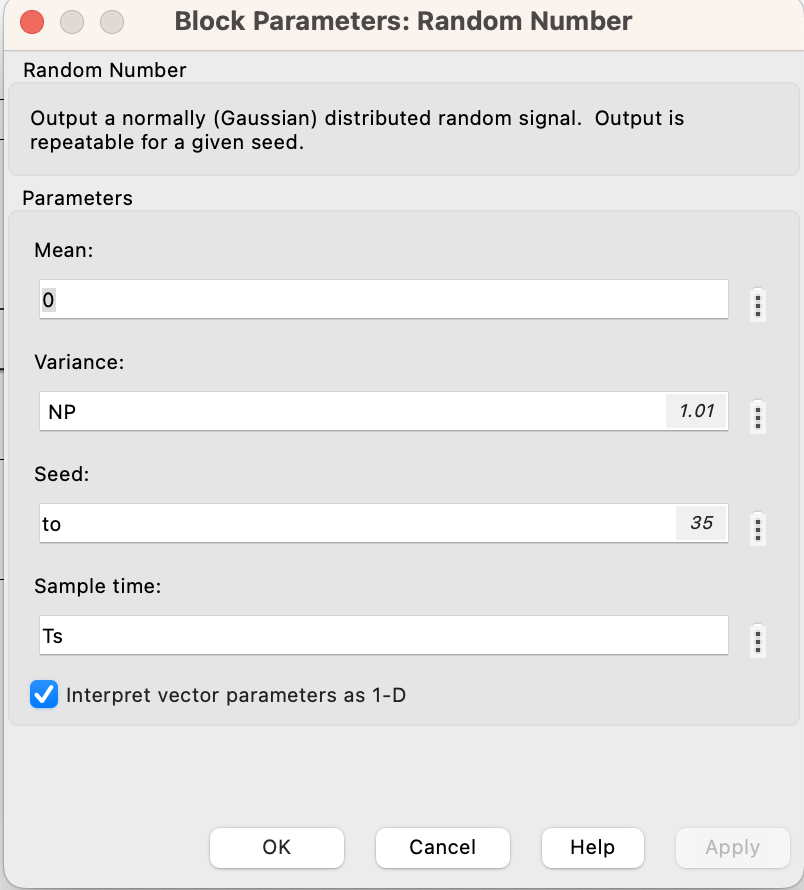 Block Parameters: Random Number
Random Number
Output a normally (Gaussian) distributed random signal.  Output is
repeatable for a given seed.
Parameters
Mean:
0
Variance:
NP 1.01
Seed:
to 35
Sample time:
Ts
Interpret vector parameters as 1-D
OK Cancel Help Apply